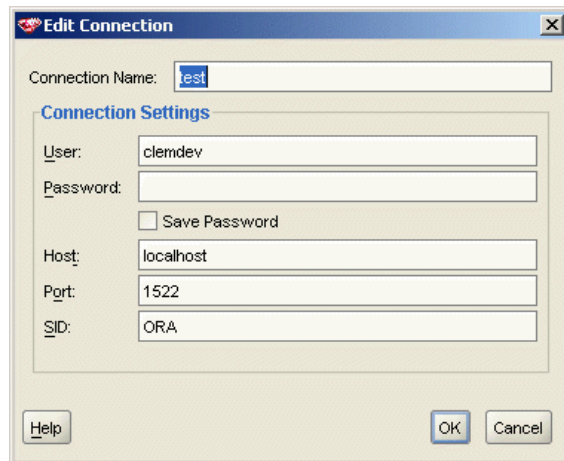 Edit Connection
Connection Name: test
Connection Settings
User: clemdev
Password:
Save Password
Host: localhost
Port: 1522
SID: ORA
Help OK Cancel